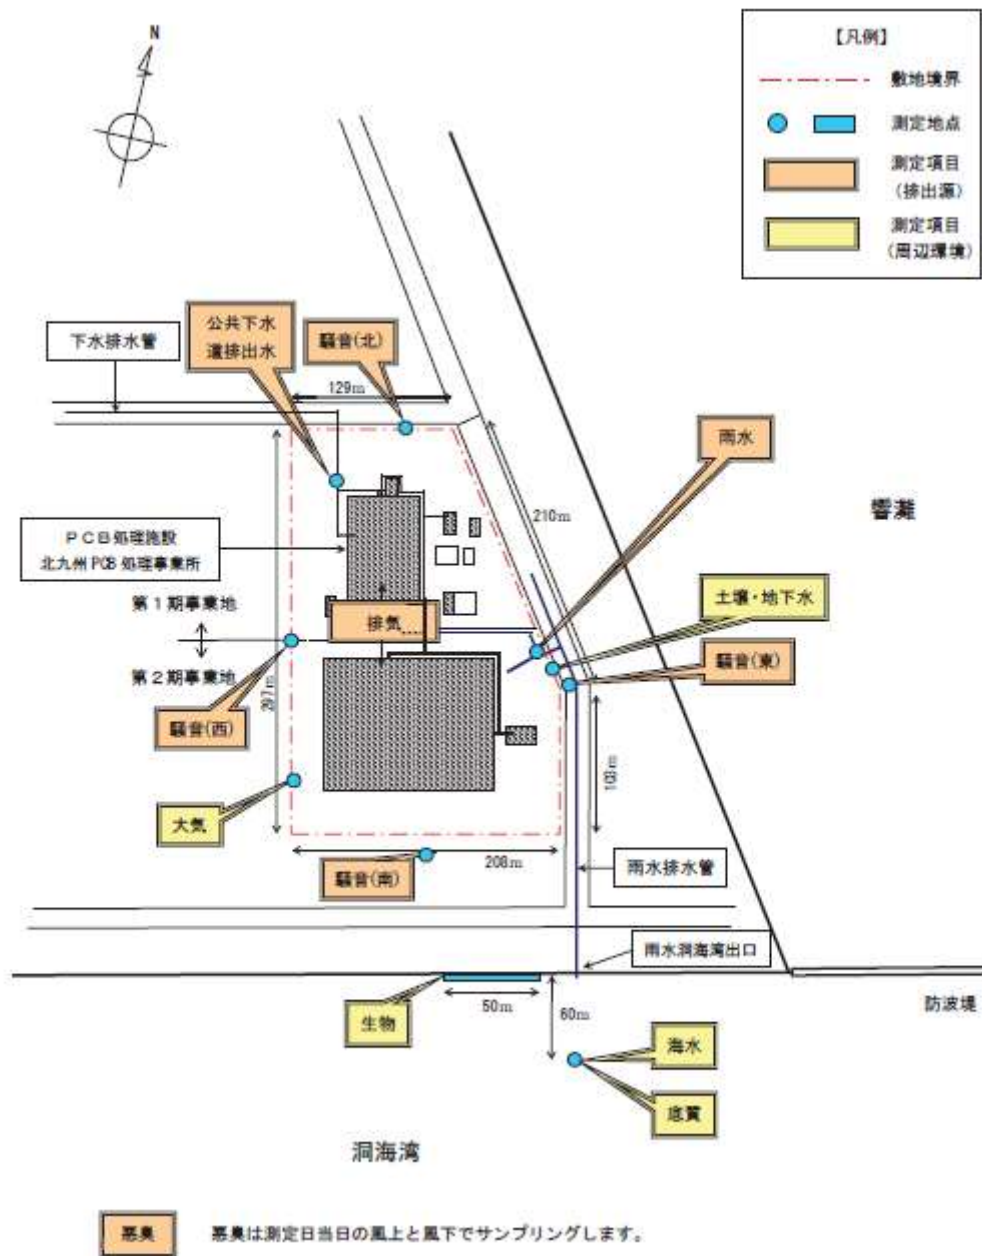 N
【凡例】
敷地境界
測定地点
測定項目
(排出源)
測定項目
(周辺環境)
公共下水
道排出水
騒音(北)
下水排水管
129m
雨水
響灘
210m
PCB処理施設
北九州PCB処理事業所
土壌・地下水
第1期事業地
排気
騒音(東)
第2期事業地
297m
騒音(西)
103m
大気
208m
騒音(南)
雨水排水管
雨水洞海湾出口
50m
60m
防波堤
生物
海水
底質
洞海湾
悪臭
悪臭は測定日当日の風上と風下でサンプリングします。